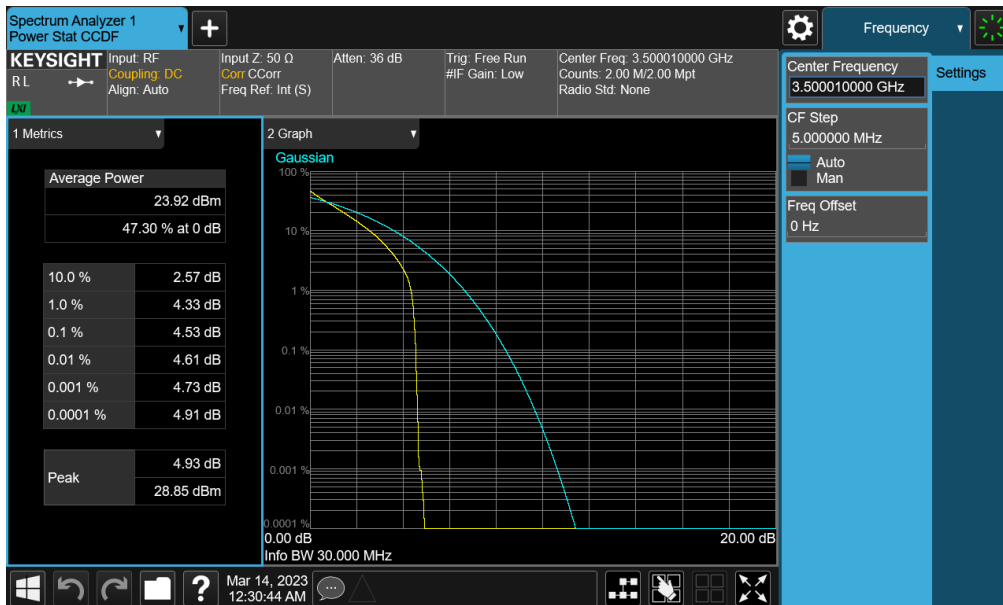 Spectrum Analyzer 1
Power Stat CCDF
Frequency
KEYSIGHT
R L
LXI
Input: RF
Coupling: DC
Align: Auto
Input Z: 50 Ω
Corr CCorr
Freq Ref: Int (S)
Atten: 36 dB
Trig: Free Run
#IF Gain: Low
Center Freq: 3.500010000 GHz
Counts: 2.00 M/2.00 Mpt
Radio Std: None
Center Frequency
3.500010000 GHz
Settings
CF Step
5.000000 MHz
Auto
Man
Freq Offset
0 Hz
1 Metrics
Average Power
23.92 dBm
47.30 % at 0 dB
10.0 % 2.57 dB
1.0 % 4.33 dB
0.1 % 4.53 dB
0.01 % 4.61 dB
0.001 % 4.73 dB
0.0001 % 4.91 dB
Peak
4.93 dB
28.85 dBm
2 Graph
Gaussian
100 %
10 %
1 %
0.1 %
0.01 %
0.001 %
0.0001 %
0.00 dB
20.00 dB
Info BW 30.000 MHz
?
Mar 14, 2023
12:30:44 AM